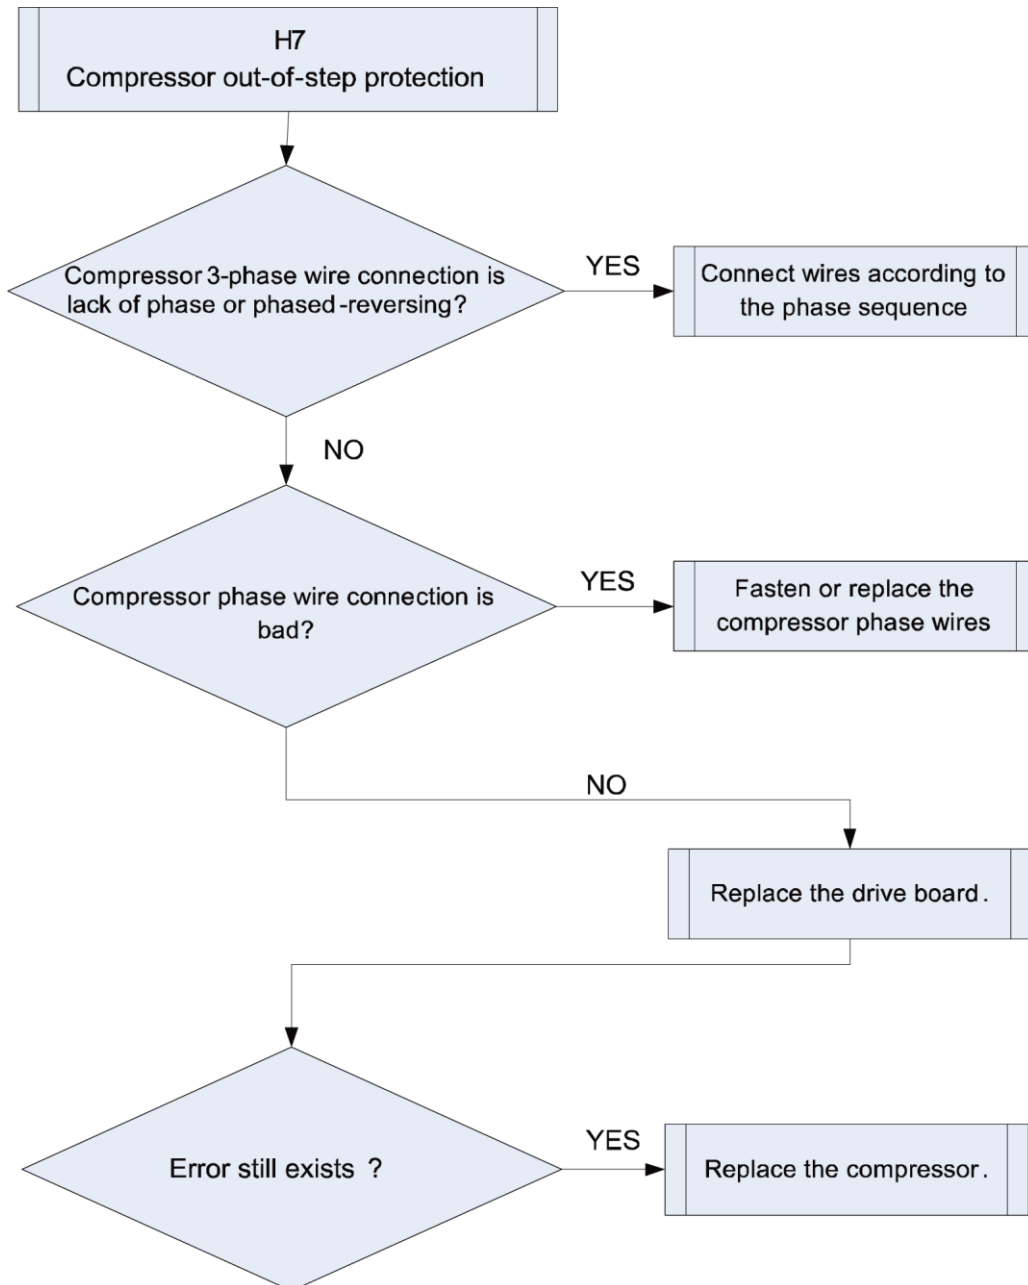 H7
Compressor out-of-step protection
Compressor 3-phase wire connection is
lack of phase or phased-reversing?
YES
Connect wires according to
the phase sequence
NO
Compressor phase wire connection is
bad?
YES
Fasten or replace the
compressor phase wires
NO
Replace the drive board.
Error still exists ?
YES
Replace the compressor.